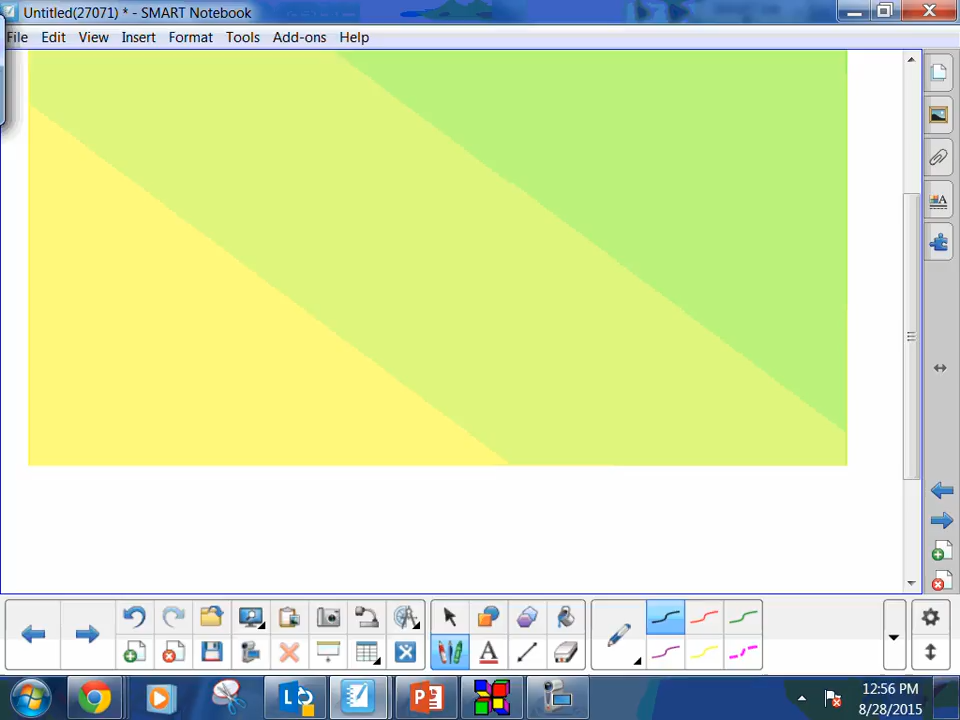 Untitled(27071) * - SMART Notebook
File Edit View Insert Format Tools Add-ons Help
12:56 PM
8/28/2015